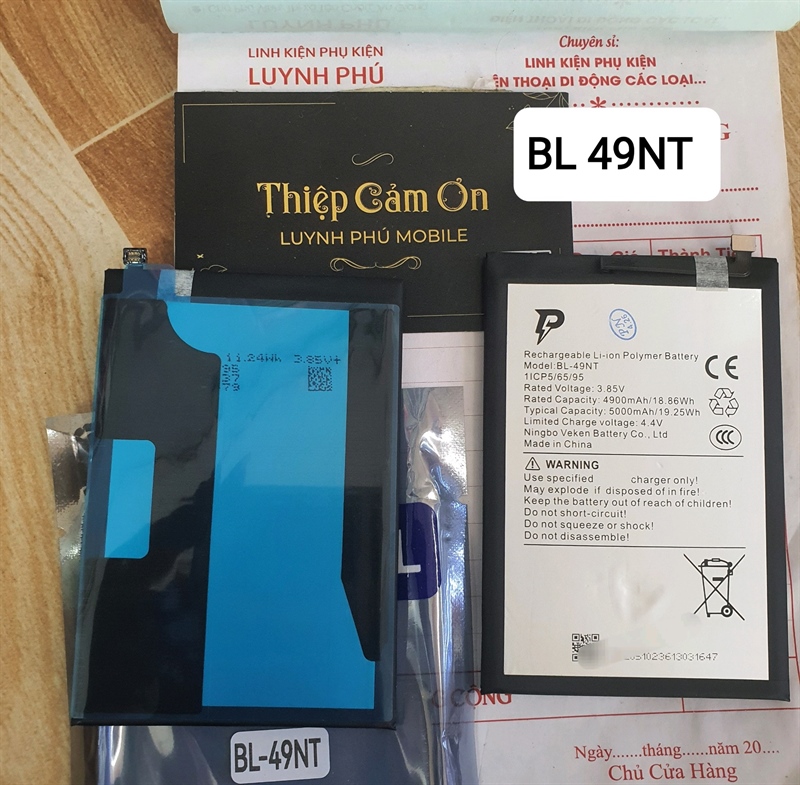 LINH KIỆN PHỤ KIỆN
LUYNH PHÚ
Chuyên sỉ:
LINH KIỆN PHỤ KIỆN
ỆN THOẠI DI ĐỘNG CÁC LOẠI...
BL 49NT
Thiệp Cảm Ơn
LUYNH PHÚ MOBILE
11.24Wh 3.85V+
Rechargeable Li-ion Polymer Battery
Model:BL-49NT
1ICP5/65/95
Rated Voltage: 3.85V
Rated Capacity: 4900mAh/18.86Wh
Typical Capacity: 5000mAh/19.25Wh
Limited Charge voltage: 4.4V
Ningbo Veken Battery Co., Ltd
Made in China
CE
CCC
WARNING
Use specified charger only!
May explode if disposed of in fire!
Keep the battery out of reach of children!
Do not short-circuit!
Do not squeeze or shock!
Do not disassemble!
BL-49NT
CỘNG
Ngày.......tháng......năm 20....
Chủ Cửa Hàng